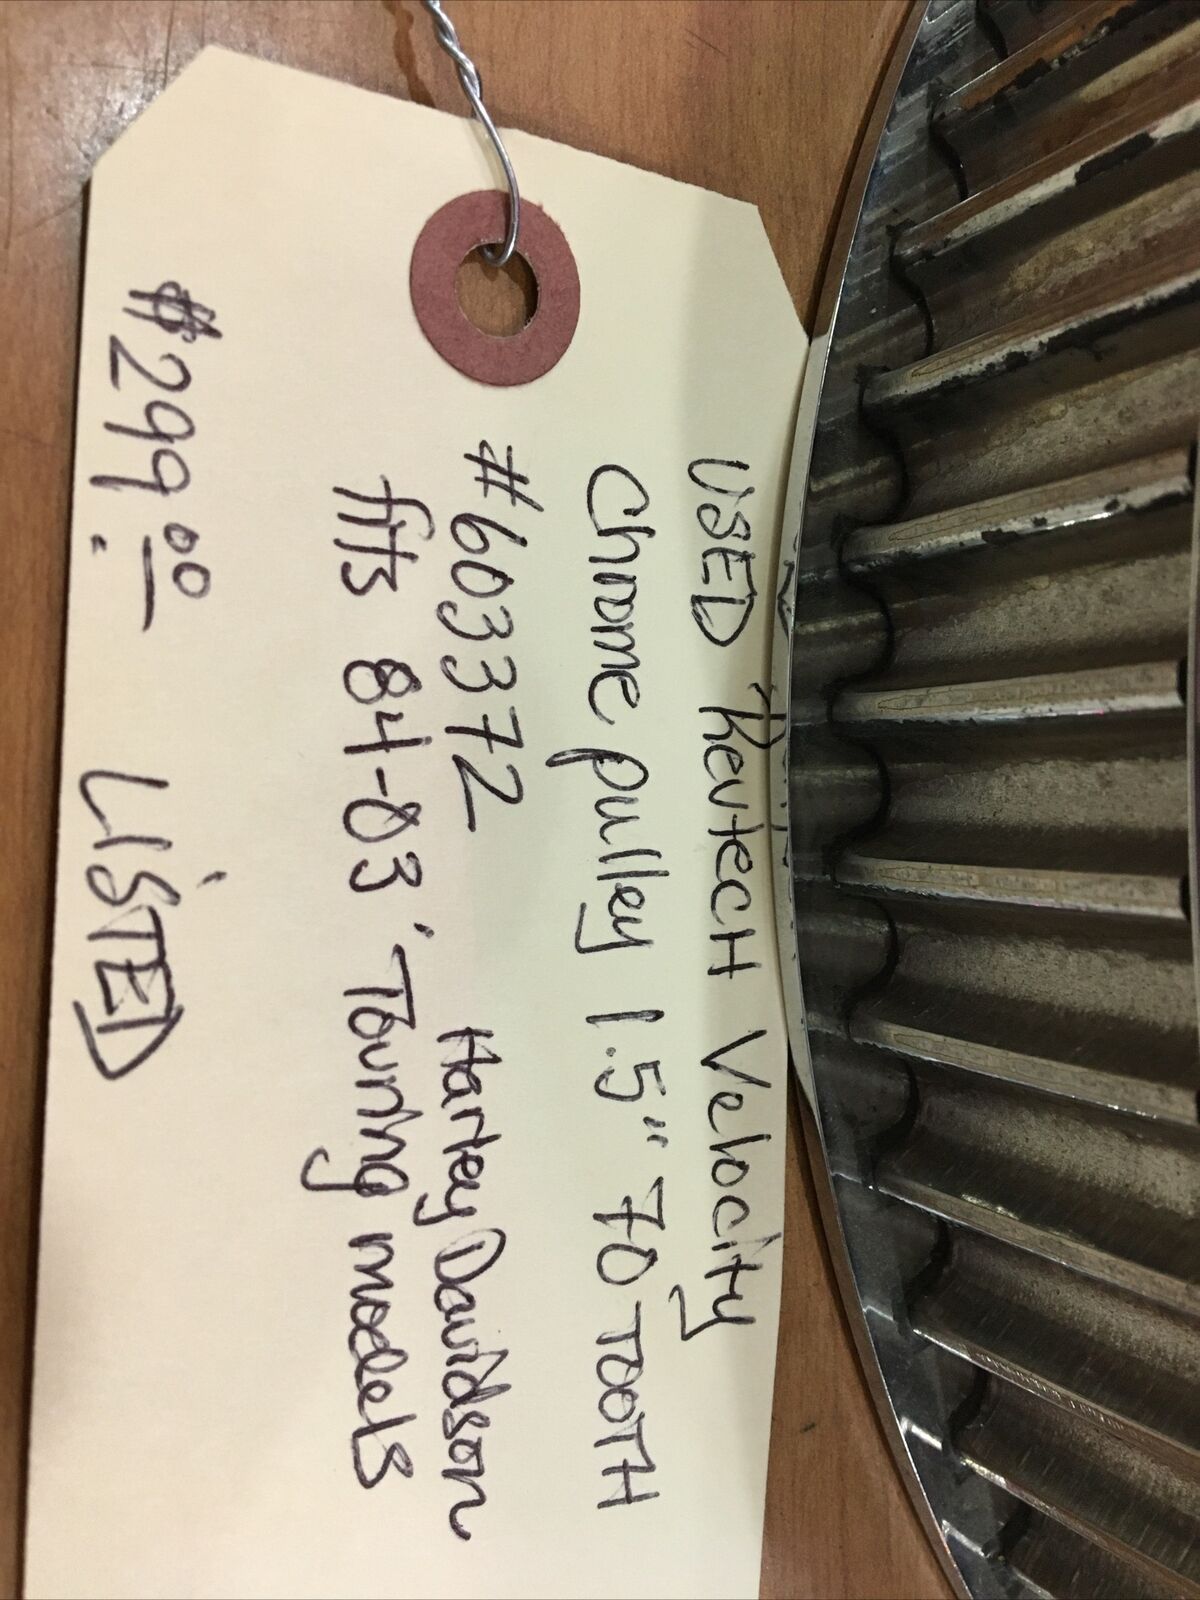 USED Revtech Velocity
Chrome pulley 1.5" 70 TOOTH
#603372 Harley Davidson
fits 84-03' Touring models
$299.00 LISTED